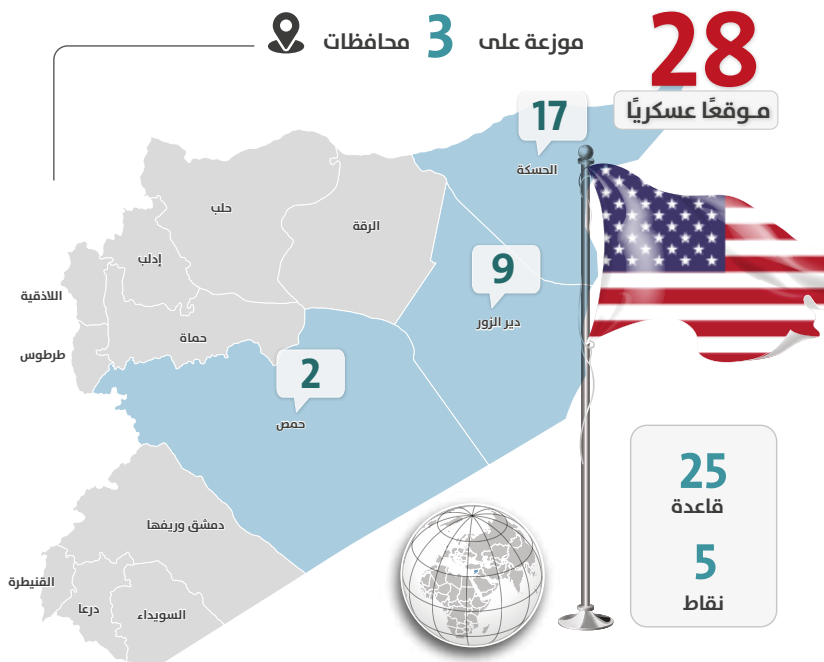 28
موقعًا عسكريًا
موزعة على 3 محافظات
17
الحسكة
حلب
الرقة
إدلب
9
دير الزور
اللاذقية
حماة
طرطوس
2
حمص
25
قاعدة
5
نقاط
دمشق وريفها
القنيطرة
درعا
السويداء